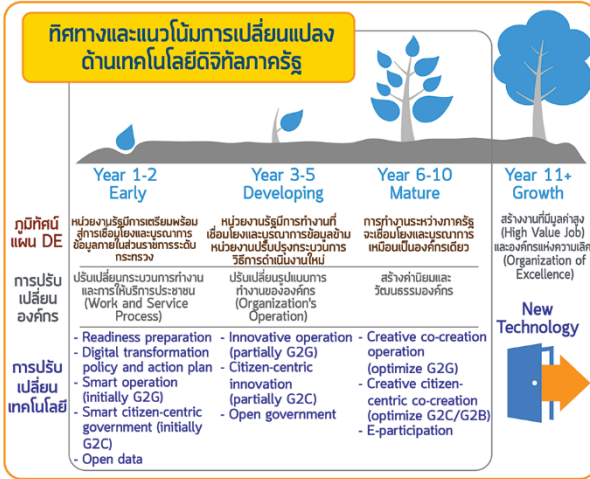 ทิศทางและแนวโน้มการเปลี่ยนแปลง
ด้านเทคโนโลยีดิจิทัลภาครัฐ
Year 1-2
Early
Year 3-5
Developing
Year 6-10
Mature
Year 11+
Growth
ภูมิทัศน์
แผน DE
หน่วยงานรัฐมีการเตรียมพร้อม
สู่การเชื่อมโยงและบูรณาการ
ข้อมูลภายในส่วนราชการระดับ
กระทรวง
หน่วยงานรัฐมีการทำงานที่
เชื่อมโยงและบูรณาการข้อมูลข้าม
หน่วยงานปรับปรุงกระบวนการ
วิธีการดำเนินงานใหม่
การทำงานระหว่างภาครัฐ
จะเชื่อมโยงและบูรณาการ
เหมือนเป็นองค์กรเดียว
สร้างงานที่มีมูลค่าสูง
(High Value Job)
และองค์กรแห่งความเลิศ
(Organization of
Excellence)
การปรับ
เปลี่ยน
องค์กร
ปรับเปลี่ยนกระบวนการทำงาน
และการให้บริการประชาชน
(Work and Service
Process)
ปรับเปลี่ยนรูปแบบการ
ทำงานขององค์กร
(Organization's
Operation)
สร้างค่านิยมและ
วัฒนธรรมองค์กร
การปรับ
เปลี่ยน
เทคโนโลยี
- Readiness preparation
- Digital transformation
policy and action plan
- Smart operation
(initially G2G)
- Smart citizen-centric
government (initially
G2C)
- Open data
- Innovative operation
(partially G2G)
- Citizen-centric
innovation
(partially G2C)
- Open government
- Creative co-creation
operation
(optimize G2G)
- Creative citizen-
centric co-creation
(optimize G2C/G2B)
- E-participation
New
Technology